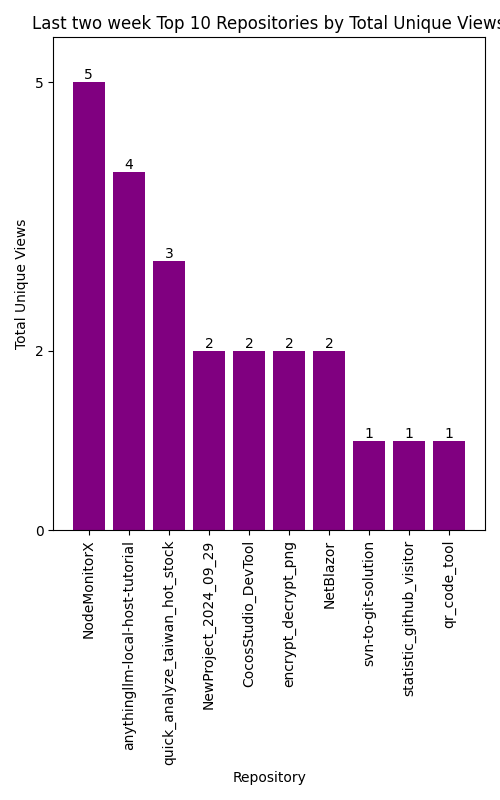 Last two week Top 10 Repositories by Total Unique Views
5
4
3
2
2
2
2
1
1
1
5
2
0
Total Unique Views
NodeMonitorX
anythingllm-local-host-tutorial
quick_analyze_taiwan_hot_stock
NewProject_2024_09_29
CocosStudio_DevTool
encrypt_decrypt_png
NetBlazor
svn-to-git-solution
statistic_github_visitor
qr_code_tool
Repository